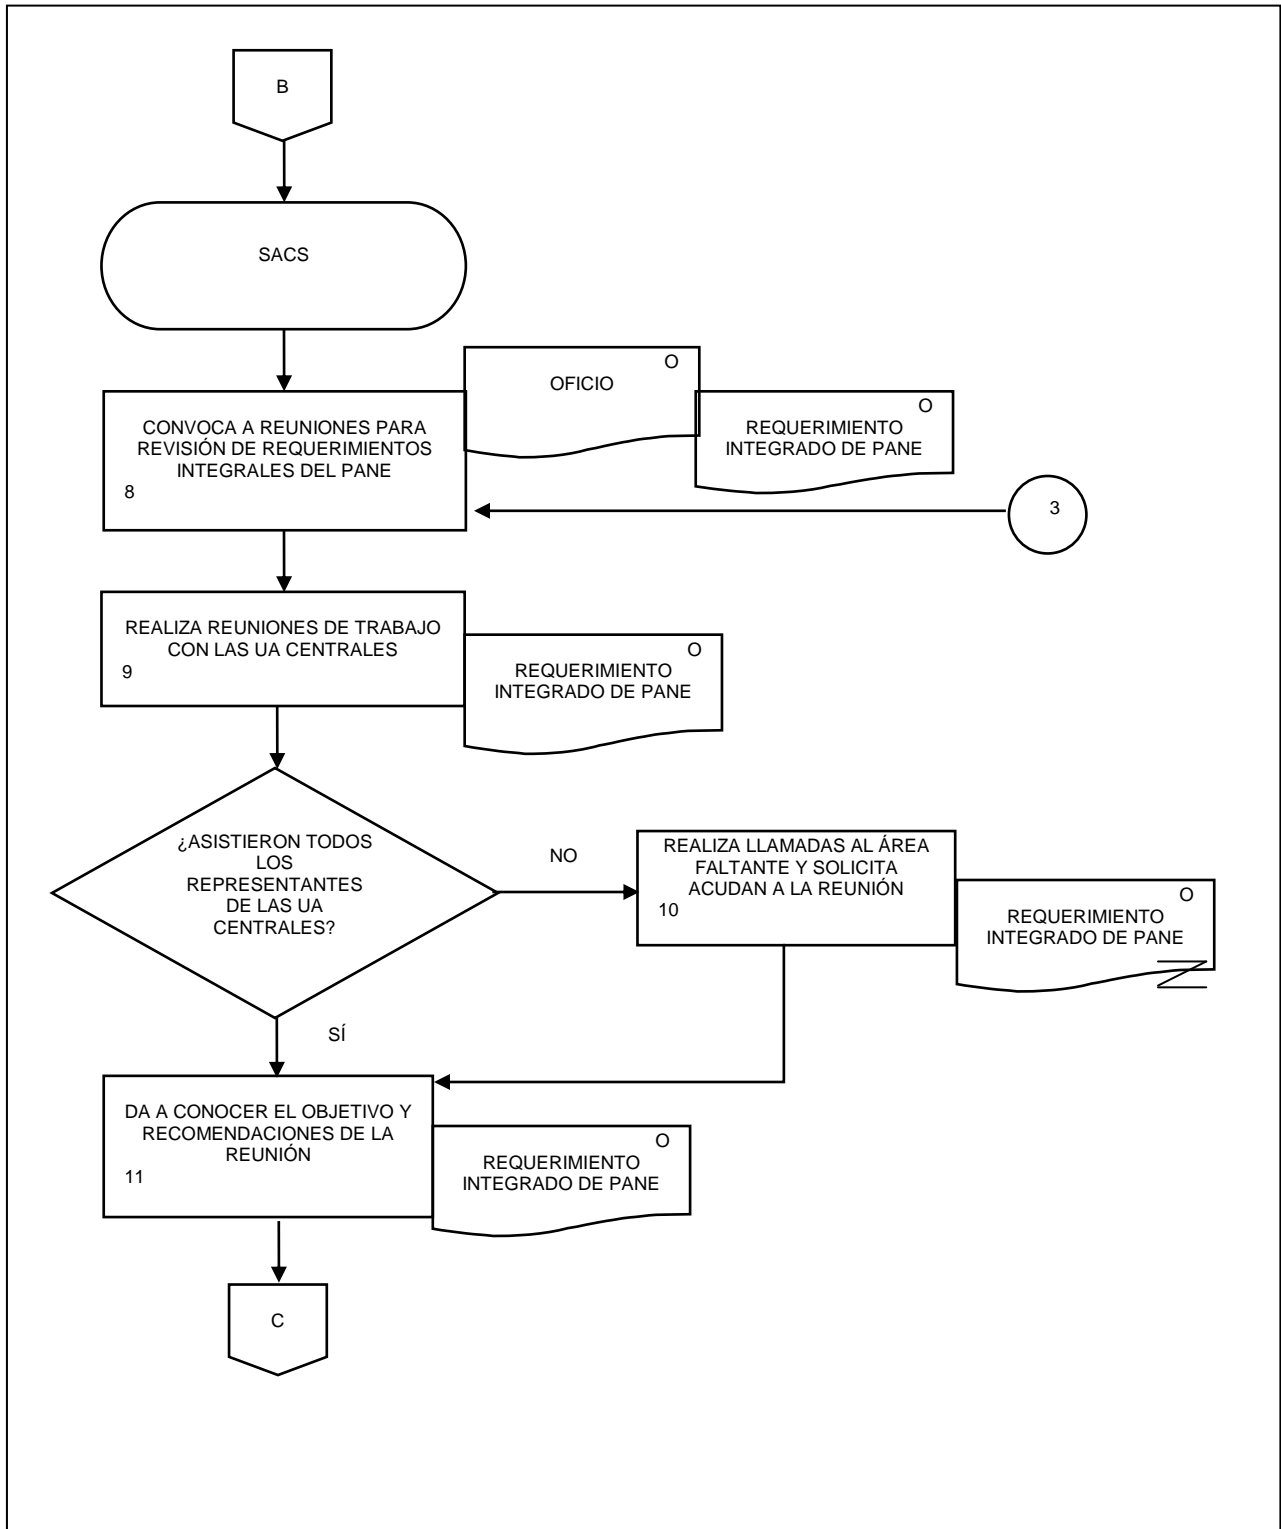 B
SACS
O
OFICIO
O
REQUERIMIENTO
INTEGRADO DE PANE
CONVOCA A REUNIONES PARA
REVISIÓN DE REQUERIMIENTOS
INTEGRALES DEL PANE
8
3
REALIZA REUNIONES DE TRABAJO
CON LAS UA CENTRALES
9
O
REQUERIMIENTO
INTEGRADO DE PANE
¿ASISTIERON TODOS
LOS
REPRESENTANTES
DE LAS UA
CENTRALES?
NO
REALIZA LLAMADAS AL ÁREA
FALTANTE Y SOLICITA
ACUDAN A LA REUNIÓN
10
O
REQUERIMIENTO
INTEGRADO DE PANE
SÍ
DA A CONOCER EL OBJETIVO Y
RECOMENDACIONES DE LA
REUNIÓN
11
O
REQUERIMIENTO
INTEGRADO DE PANE
C